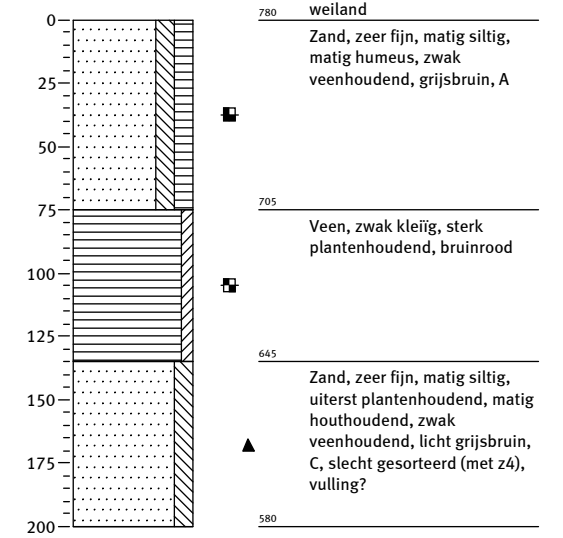 weiland
780
Zand, zeer fijn, matig siltig,
matig humeus, zwak
veenhoudend, grijsbruin, A
705
Veen, zwak kleiïg, sterk
plantenhoudend, bruinrood
645
Zand, zeer fijn, matig siltig,
uiterst plantenhoudend, matig
houthoudend, zwak
veenhoudend, licht grijsbruin,
C, slecht gesorteerd (met z4),
vulling?
580
0
25
50
75
100
125
150
175
200